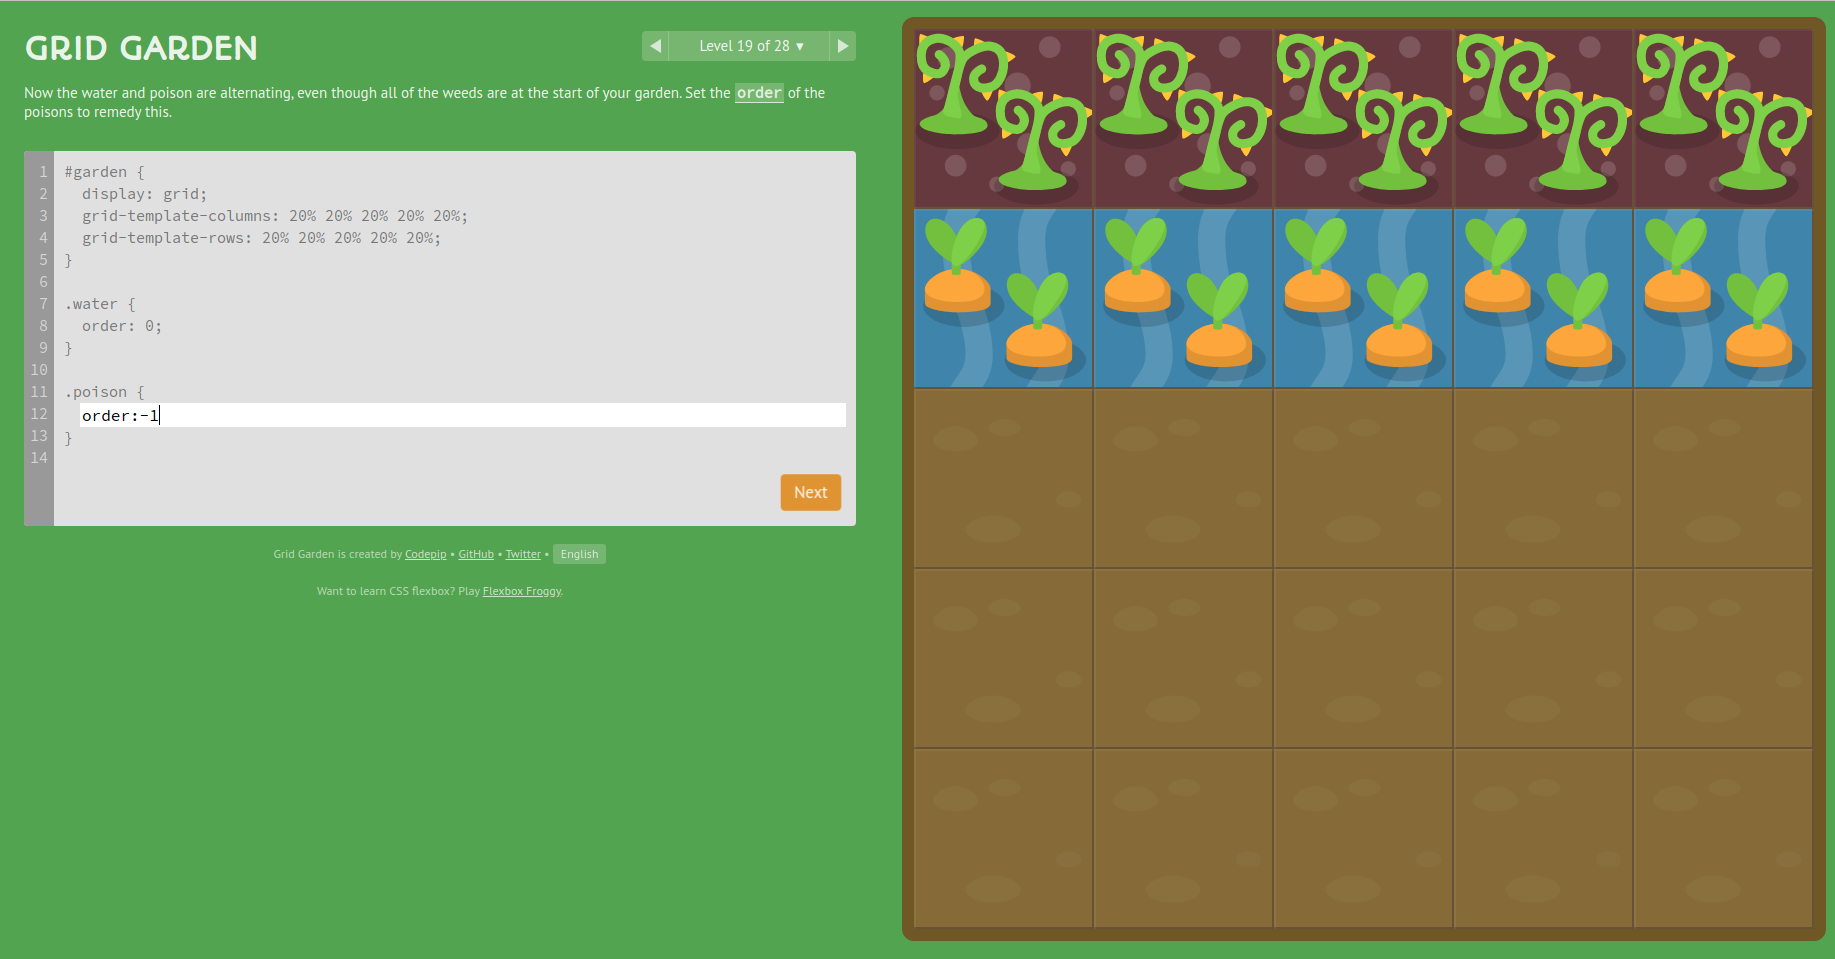 GRID GARDEN
◀ Level 19 of 28 ▼ ▶
Now the water and poison are alternating, even though all of the weeds are at the start of your garden. Set the order of the
poisons to remedy this.
1 #garden {
2   display: grid;
3   grid-template-columns: 20% 20% 20% 20% 20%;
4   grid-template-rows: 20% 20% 20% 20% 20%;
5 }
6
7 .water {
8   order: 0;
9 }
10
11 .poison {
12   order:-1
13 }
14
Next
Grid Garden is created by Codepip • GitHub • Twitter • English
Want to learn CSS flexbox? Play Flexbox Froggy.